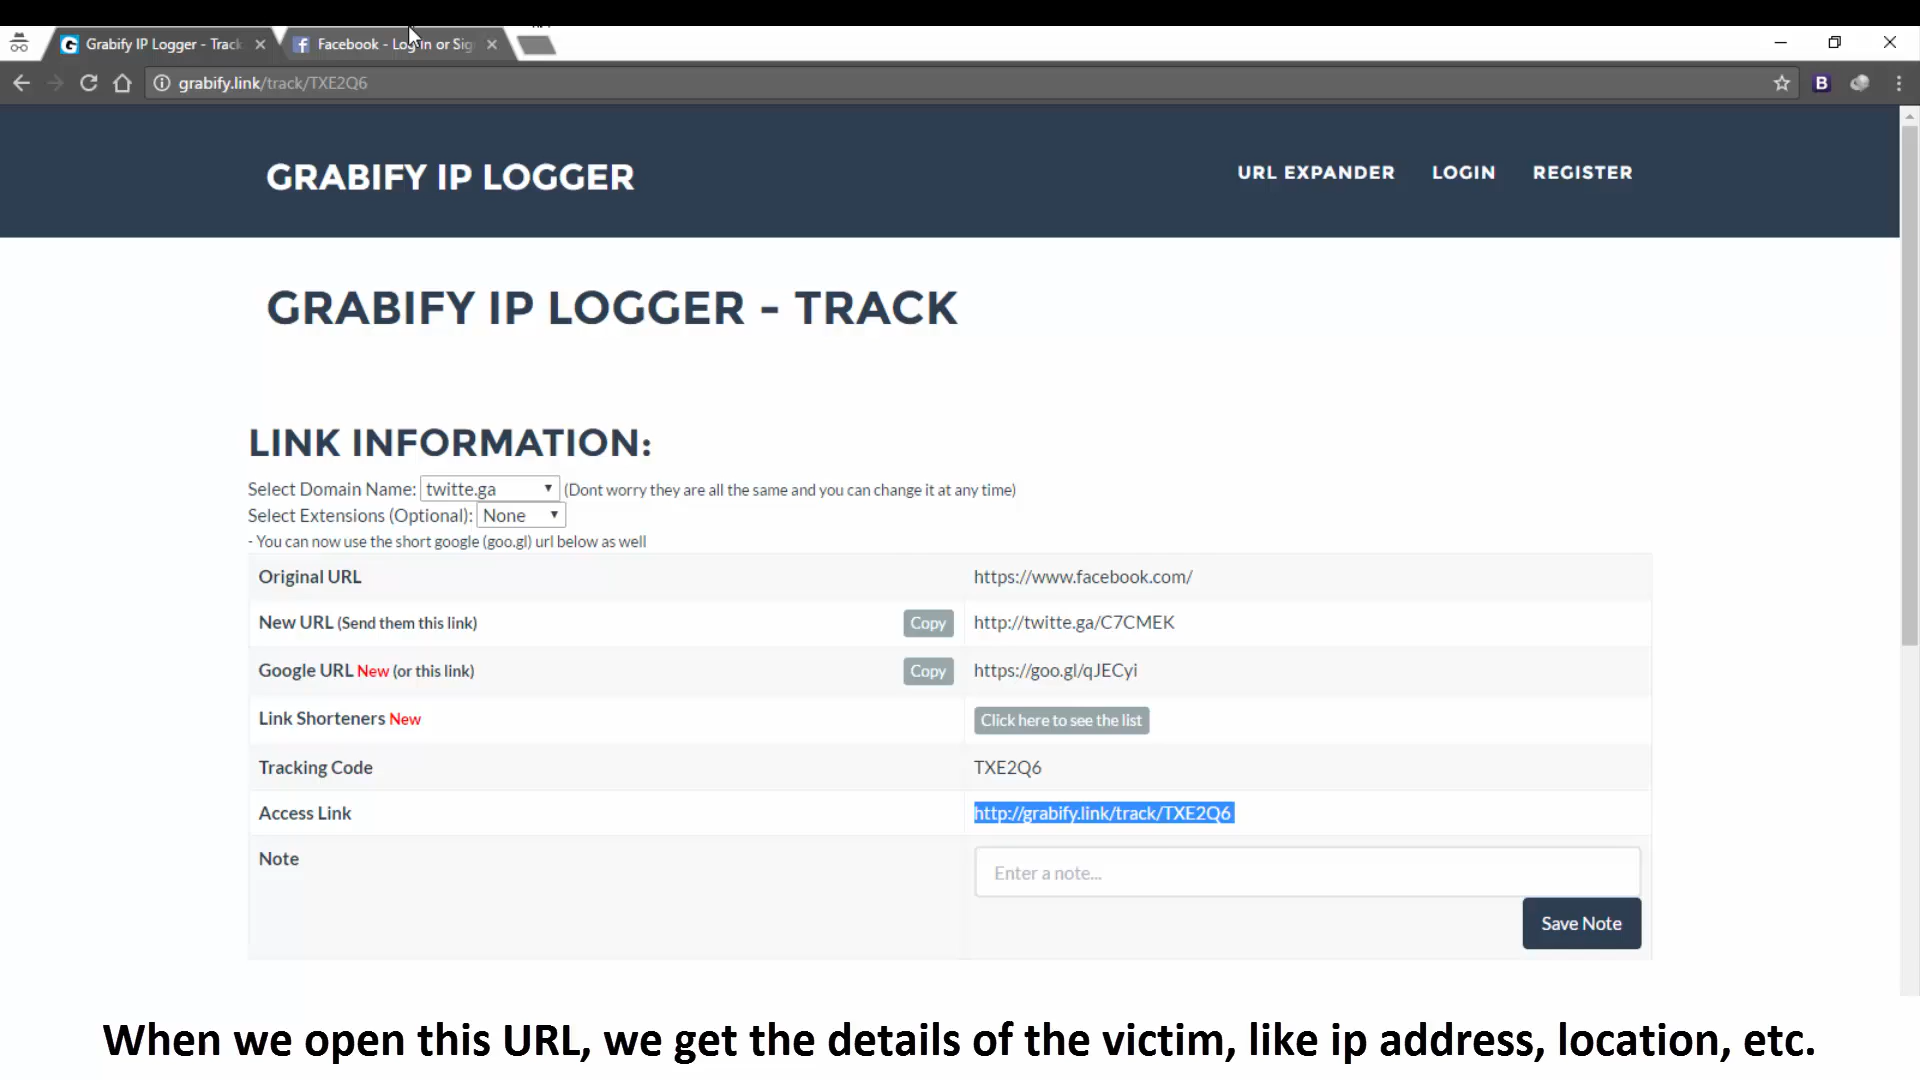 Grabify IP Logger - Track
Facebook - Log in or Sig
grabify.link/track/TXE2Q6
B
GRABIFY IP LOGGER
URL EXPANDER
LOGIN
REGISTER
GRABIFY IP LOGGER - TRACK
LINK INFORMATION:
Select Domain Name: twitte.ga (Dont worry they are all the same and you can change it at any time)
Select Extensions (Optional): None
- You can now use the short google (goo.gl) url below as well
Original URL
https://www.facebook.com/
New URL (Send them this link)
Copy
http://twitte.ga/C7CMEK
Google URL New (or this link)
Copy
https://goo.gl/qJECyi
Link Shorteners New
Click here to see the list
Tracking Code
TXE2Q6
Access Link
http://grabify.link/track/TXE2Q6
Note
Enter a note...
Save Note
When we open this URL, we get the details of the victim, like ip address, location, etc.